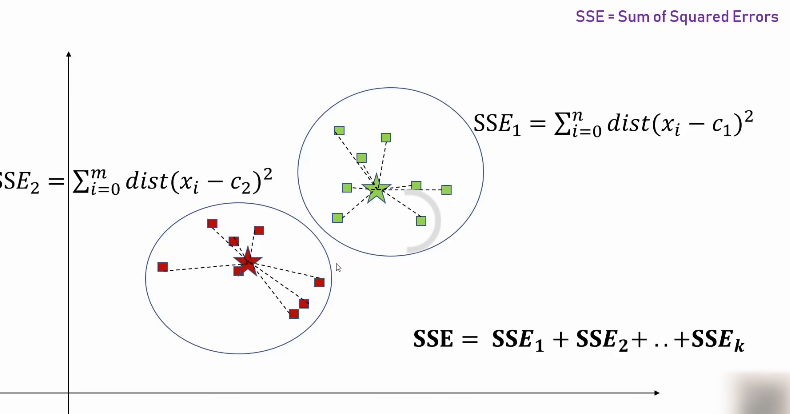 SSE = Sum of Squared Errors
SSE₁ = ∑ⁿᵢ₌₀ dist(xᵢ − c₁)²
SSE₂ = ∑ᵐᵢ₌₀ dist(xᵢ − c₂)²
SSE = SSE₁ + SSE₂+ . . +SSEₖ